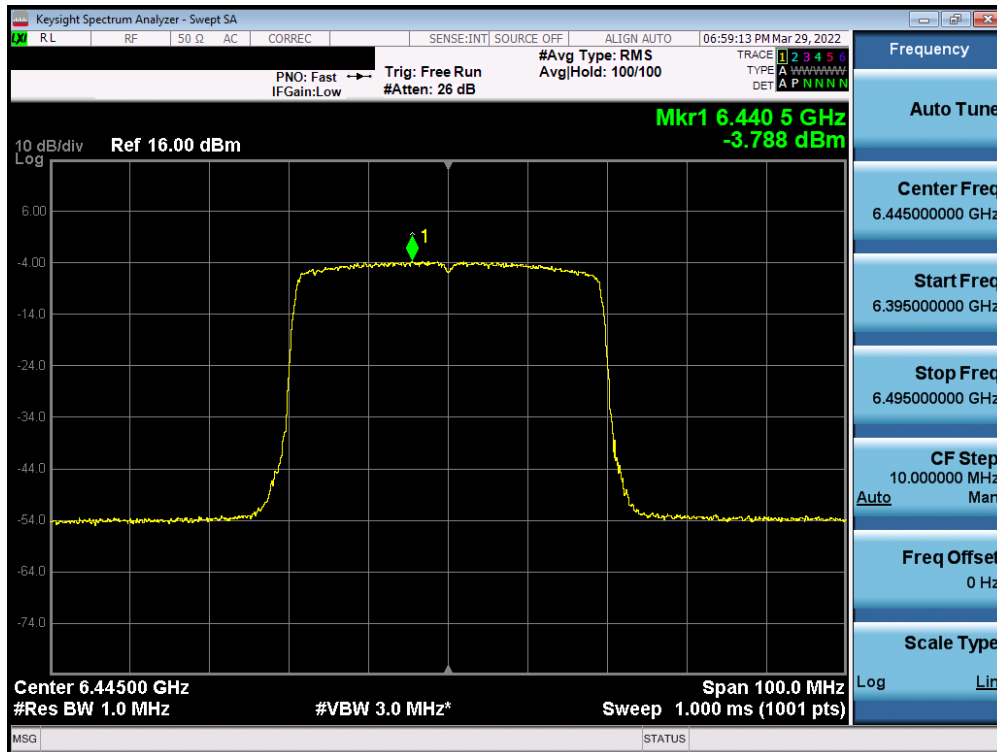 Keysight Spectrum Analyzer - Swept SA
LXI RL RF 50 Ω AC CORREC SENSE:INT SOURCE OFF ALIGN AUTO 06:59:13 PM Mar 29, 2022
PNO: Fast Trig: Free Run #Avg Type: RMS TRACE 1 2 3 4 5 6
IFGain:Low #Atten: 26 dB Avg|Hold: 100/100 TYPE A WWWWW
DET A P N N N N
Mkr1 6.440 5 GHz
-3.788 dBm
10 dB/div Ref 16.00 dBm
Log
1
6.00
-4.00
-14.0
-24.0
-34.0
-44.0
-54.0
-64.0
-74.0
Center 6.44500 GHz Span 100.0 MHz
#Res BW 1.0 MHz #VBW 3.0 MHz* Sweep 1.000 ms (1001 pts)
MSG STATUS
Frequency
Auto Tune
Center Freq
6.445000000 GHz
Start Freq
6.395000000 GHz
Stop Freq
6.495000000 GHz
CF Step
10.000000 MHz
Auto Man
Freq Offset
0 Hz
Scale Type
Log Lin